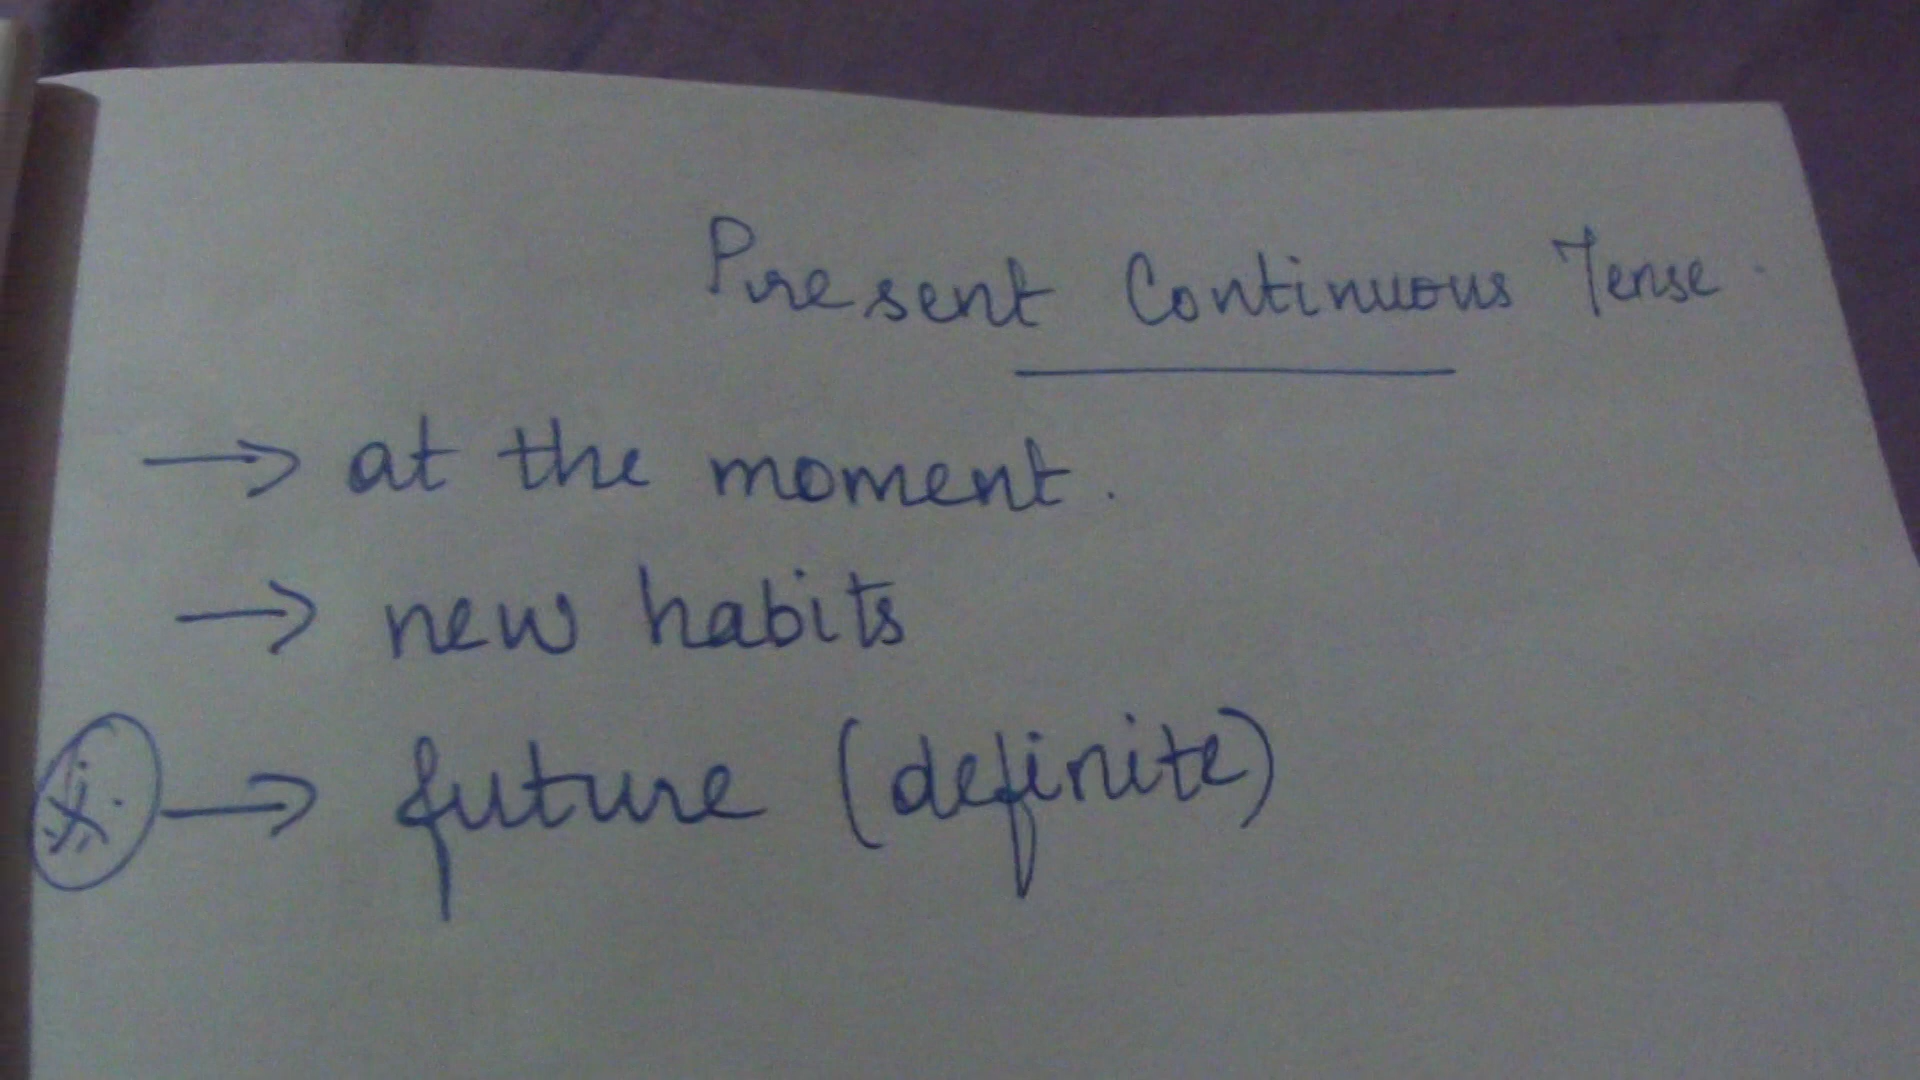 Present Continuous Tense.
→ at the moment.
→ new habits
→ future (definite)